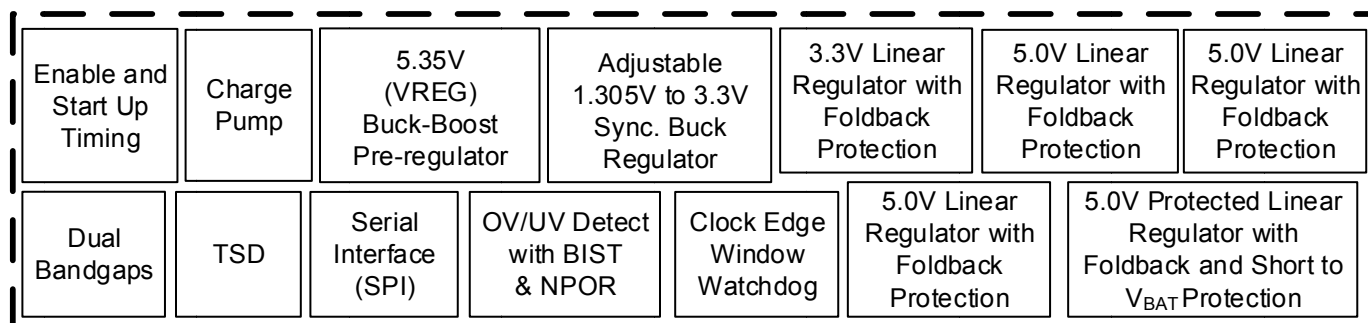 Enable and
Start Up
Timing
Charge
Pump
5.35V
(VREG)
Buck-Boost
Pre-regulator
Adjustable
1.305V to 3.3V
Sync. Buck
Regulator
3.3V Linear
Regulator with
Foldback
Protection
5.0V Linear
Regulator with
Foldback
Protection
5.0V Linear
Regulator with
Foldback
Protection
Dual
Bandgaps
TSD
Serial
Interface
(SPI)
OV/UV Detect
with BIST
& NPOR
Clock Edge
Window
Watchdog
5.0V Linear
Regulator with
Foldback
Protection
5.0V Protected Linear
Regulator with
Foldback and Short to
VBAT Protection